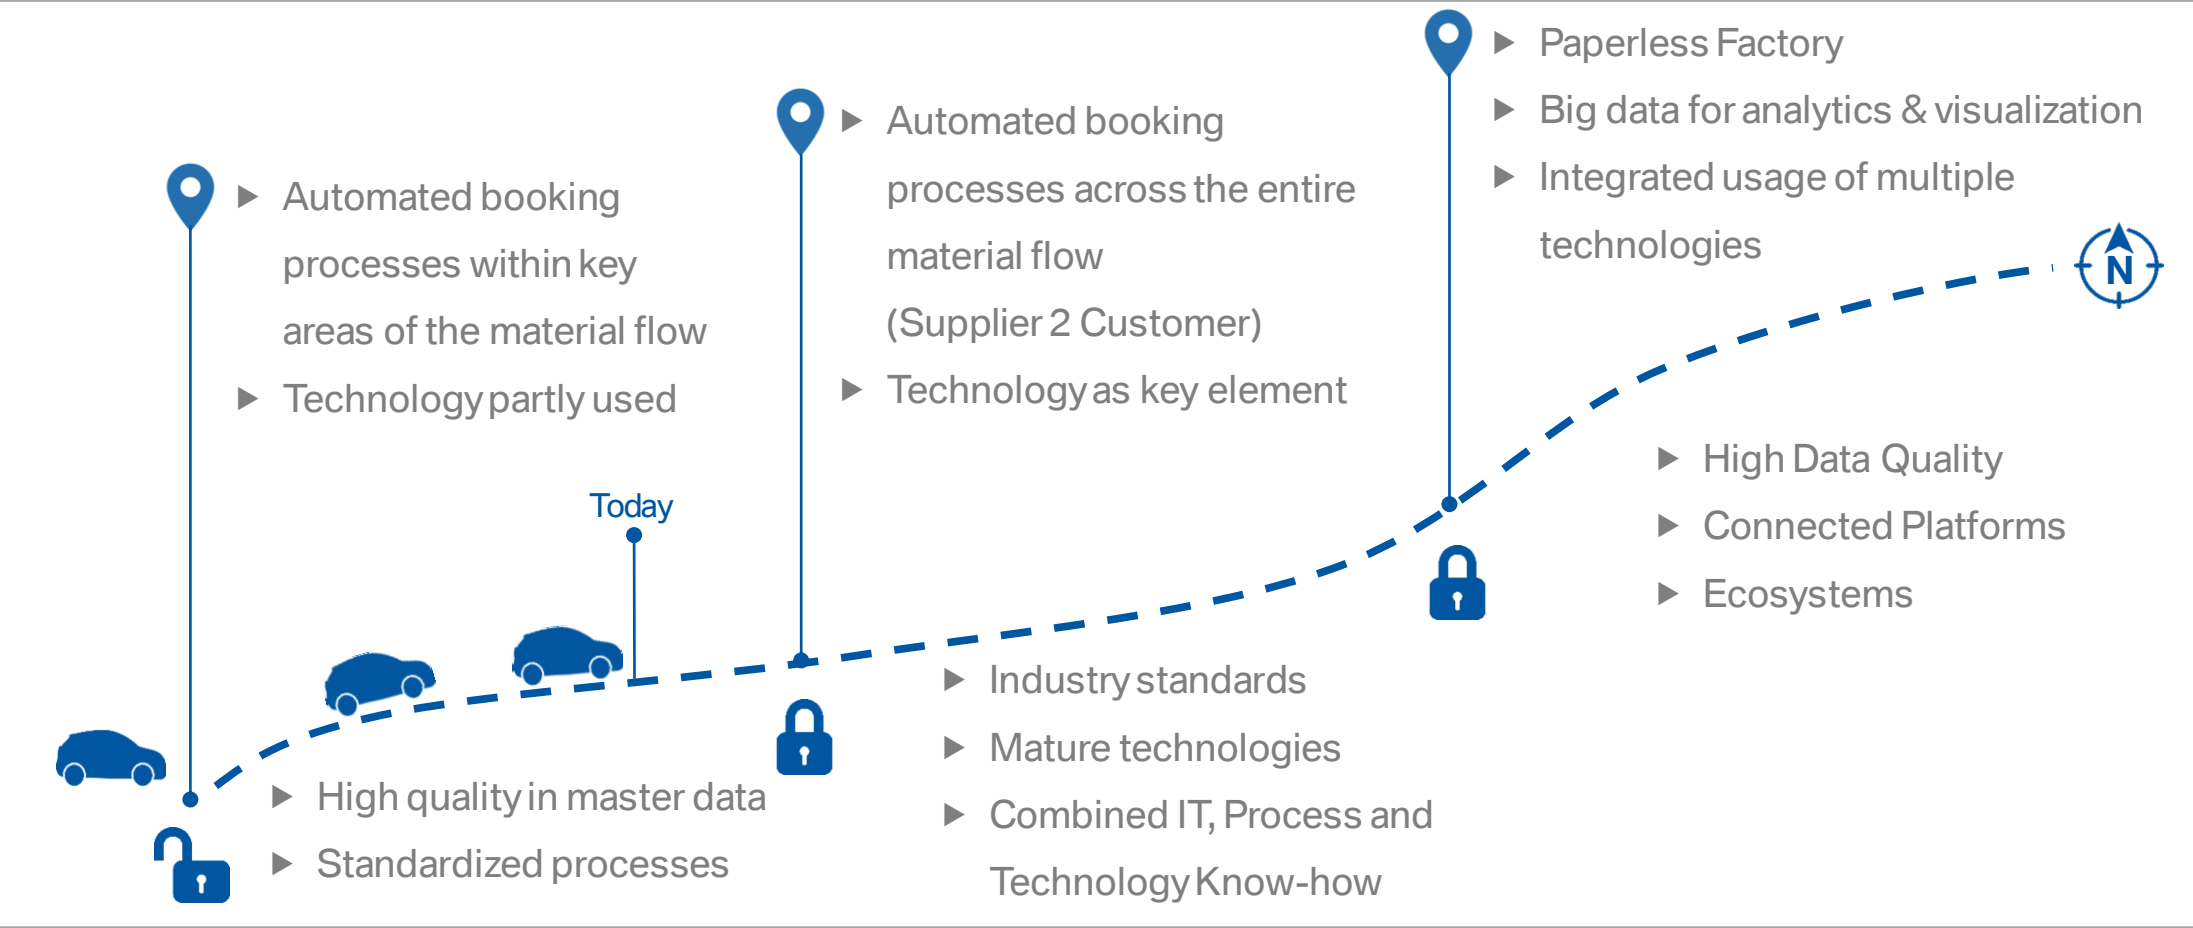 Automated booking
processes within key
areas of the material flow
Technology partly used
Today
High quality in master data
Standardized processes
Automated booking
processes across the entire
material flow
(Supplier 2 Customer)
Technology as key element
Industry standards
Mature technologies
Combined IT, Process and
Technology Know-how
Paperless Factory
Big data for analytics & visualization
Integrated usage of multiple
technologies
N
High Data Quality
Connected Platforms
Ecosystems